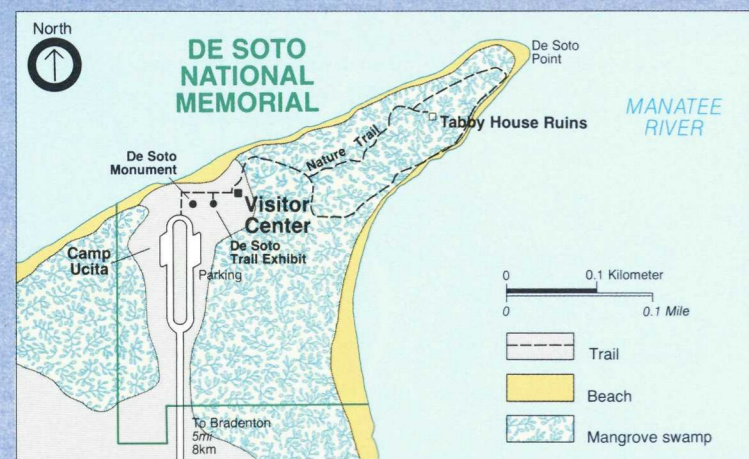 North
DE SOTO
NATIONAL
MEMORIAL
De Soto
Point
MANATEE
RIVER
Tabby House Ruins
Nature Trail
De Soto
Monument
Visitor
Center
De Soto
Trail Exhibit
Camp
Ucita
Parking
0 0.1 Kilometer
0 0.1 Mile
Trail
Beach
Mangrove swamp
To Bradenton
5mi
8km